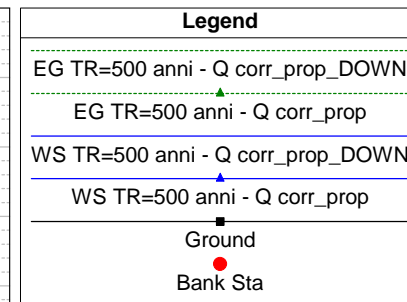 Legend
EG TR=500 anni - Q corr_prop_DOWN
EG TR=500 anni - Q corr_prop
WS TR=500 anni - Q corr_prop_DOWN
WS TR=500 anni - Q corr_prop
Ground
Bank Sta